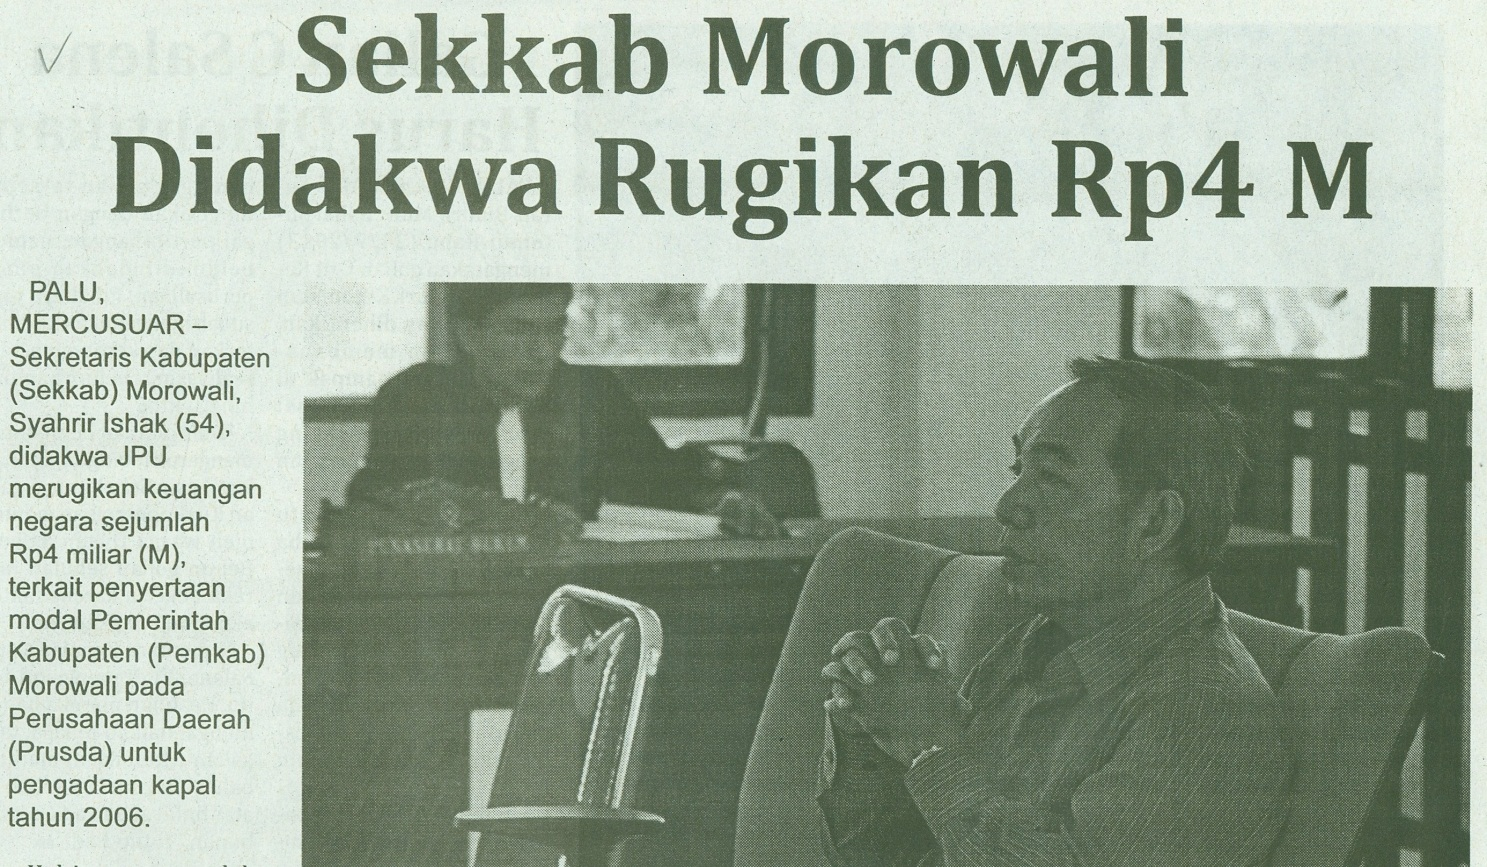 Sekkab Morowali
Didakwa Rugikan Rp4 M
PALU,
MERCUSUAR –
Sekretaris Kabupaten
(Sekkab) Morowali,
Syahrir Ishak (54),
didakwa JPU
merugikan keuangan
negara sejumlah
Rp4 miliar (M),
terkait penyertaan
modal Pemerintah
Kabupaten (Pemkab)
Morowali pada
Perusahaan Daerah
(Prusda) untuk
pengadaan kapal
tahun 2006.